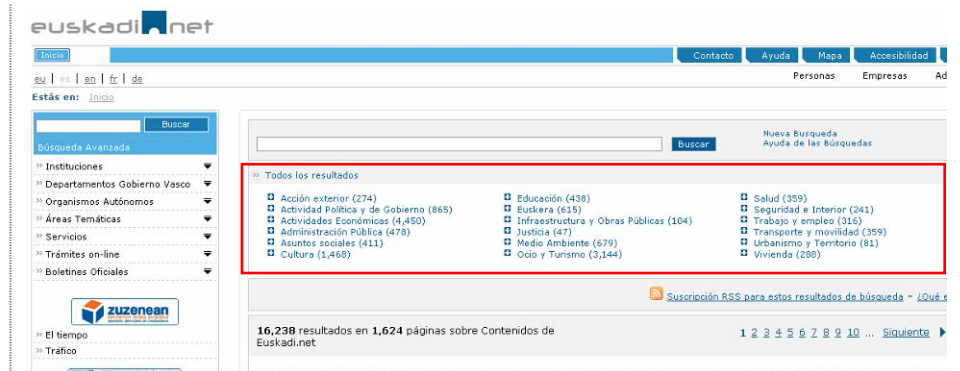 euskadi.net
Inicio
Contacto Ayuda Mapa Accesibilidad
eu | es | en | fr | de
Personas Empresas Ad
Estás en: Inicio
Buscar
Búsqueda Avanzada
» Instituciones
» Departamentos Gobierno Vasco
» Organismos Autónomos
» Áreas Temáticas
» Servicios
» Trámites on-line
» Boletines Oficiales
zuzenean
» El tiempo
» Tráfico
Buscar
Nueva Busqueda
Ayuda de las Búsquedas
» Todos los resultados
Acción exterior (274)
Actividad Política y de Gobierno (865)
Actividades Económicas (4,450)
Administración Pública (478)
Asuntos sociales (411)
Cultura (1,468)
Educación (438)
Euskera (615)
Infraestructura y Obras Públicas (104)
Justicia (47)
Medio Ambiente (679)
Ocio y Turismo (3,144)
Salud (359)
Seguridad e Interior (241)
Trabajo y empleo (316)
Transporte y movilidad (359)
Urbanismo y Territorio (81)
Vivienda (288)
Suscripción RSS para estos resultados de búsqueda - ¿Qué e
16,238 resultados en 1,624 páginas sobre Contenidos de
Euskadi.net
1 2 3 4 5 6 7 8 9 10 ... Siguiente